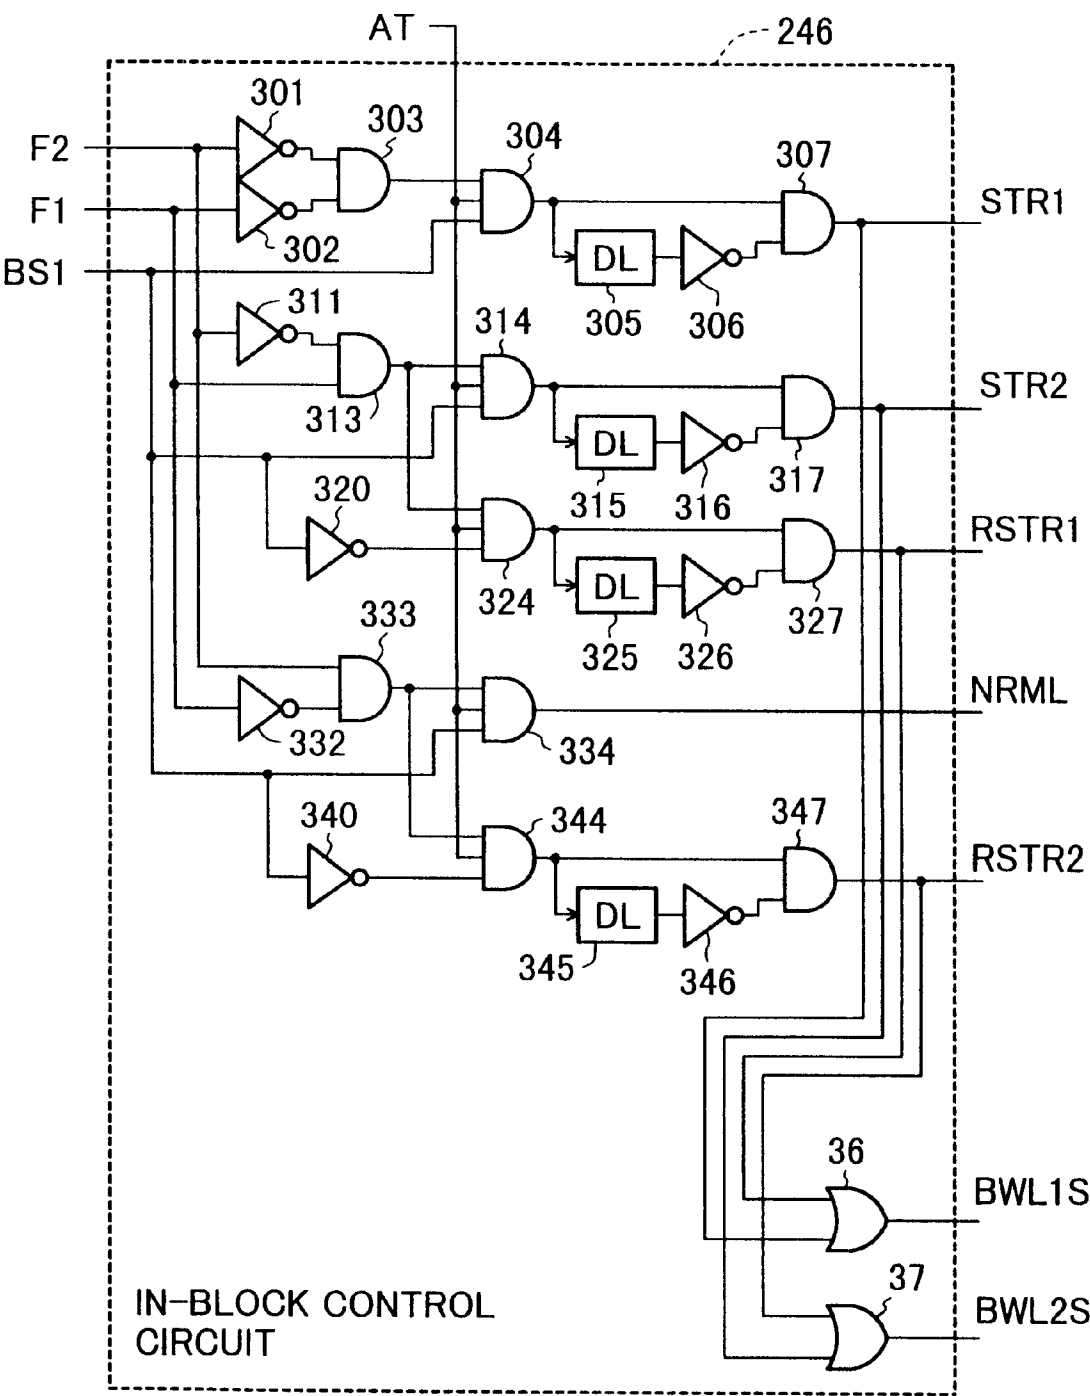 AT
246
301
303
304
307
F2
F1
302
STR1
BS1
DL
305
306
311
314
313
STR2
DL
315
316
317
320
RSTR1
324
DL
325
326
327
333
NRML
332
334
340
344
347
RSTR2
DL
345
346
36
BWL1S
37
BWL2S
IN-BLOCK CONTROL
CIRCUIT